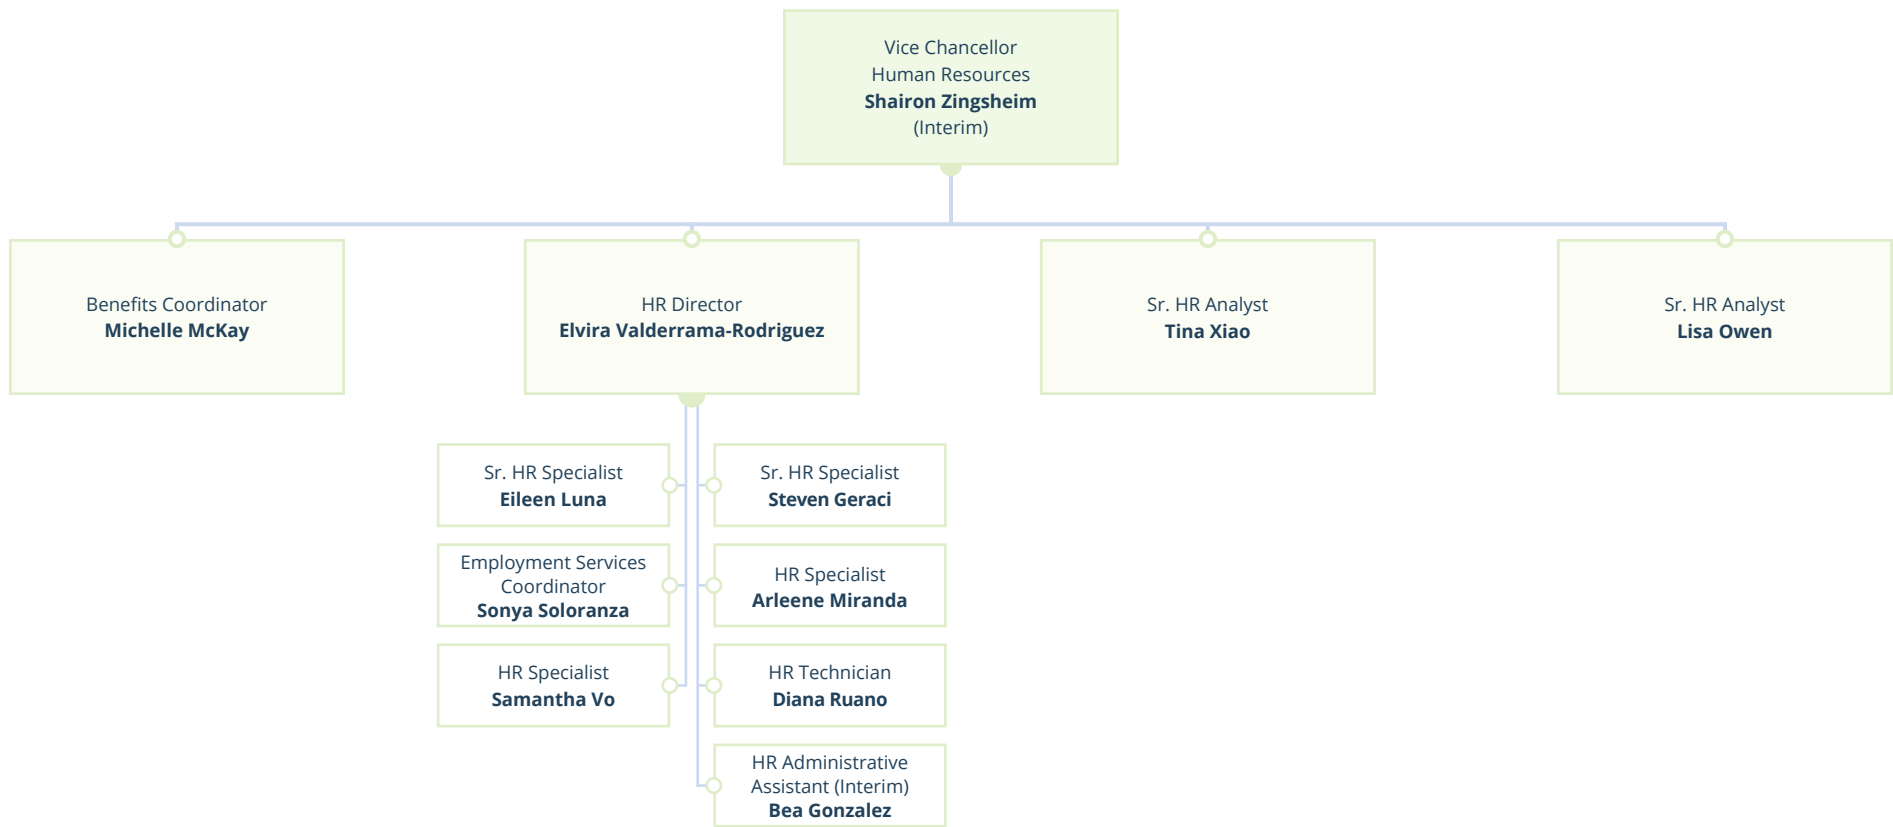 Vice Chancellor
Human Resources
Shairon Zingsheim
(Interim)
Benefits Coordinator
Michelle McKay
HR Director
Elvira Valderrama-Rodriguez
Sr. HR Analyst
Tina Xiao
Sr. HR Analyst
Lisa Owen
Sr. HR Specialist
Eileen Luna
Sr. HR Specialist
Steven Geraci
Employment Services
Coordinator
Sonya Soloranza
HR Specialist
Arleene Miranda
HR Specialist
Samantha Vo
HR Technician
Diana Ruano
HR Administrative
Assistant (Interim)
Bea Gonzalez